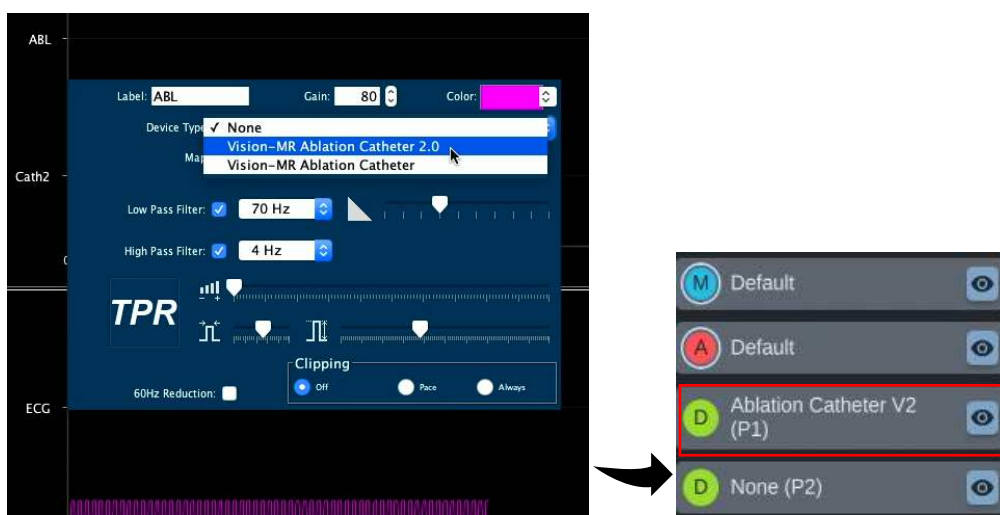 ABL
Label: ABL Gain: 80 Color:
Device Type ✓ None
Vision-MR Ablation Catheter 2.0
Map
Vision-MR Ablation Catheter
Cath2
Low Pass Filter: 70 Hz
High Pass Filter: 4 Hz
TPR
Clipping
Off Pace Always
60Hz Reduction:
ECG
M Default
A Default
D Ablation Catheter V2
(P1)
D None (P2)